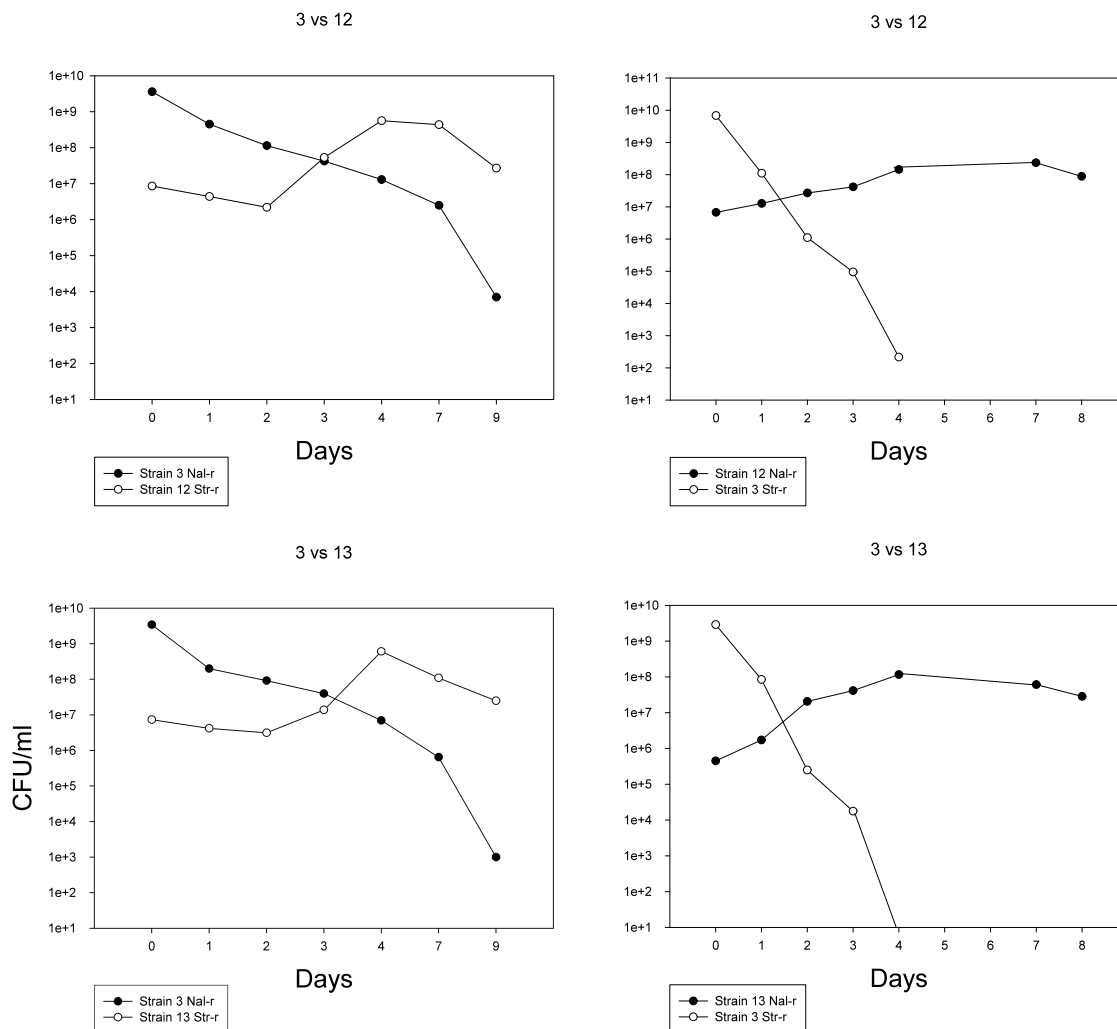 3 vs 12
1e+10
1e+9
1e+8
1e+7
1e+6
1e+5
1e+4
1e+3
1e+2
1e+1
0 1 2 3 4 7 9
Days
Strain 3 Nal-r
Strain 12 Str-r
3 vs 12
1e+11
1e+10
1e+9
1e+8
1e+7
1e+6
1e+5
1e+4
1e+3
1e+2
1e+1
0 1 2 3 4 5 6 7 8
Days
Strain 12 Nal-r
Strain 3 Str-r
3 vs 13
CFU/ml
1e+10
1e+9
1e+8
1e+7
1e+6
1e+5
1e+4
1e+3
1e+2
1e+1
0 1 2 3 4 7 9
Days
Strain 3 Nal-r
Strain 13 Str-r
3 vs 13
1e+10
1e+9
1e+8
1e+7
1e+6
1e+5
1e+4
1e+3
1e+2
1e+1
0 1 2 3 4 5 6 7 8
Days
Strain 13 Nal-r
Strain 3 Str-r